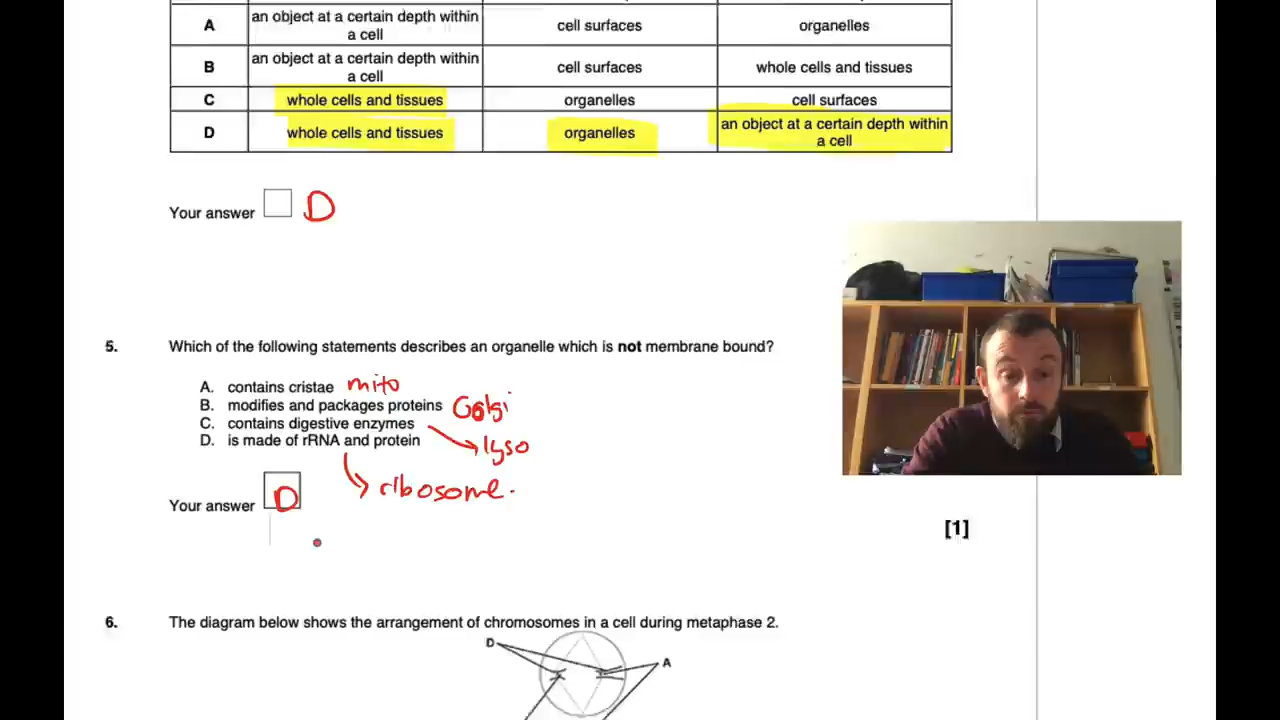 A an object at a certain depth within a cell cell surfaces organelles
B an object at a certain depth within a cell cell surfaces whole cells and tissues
C whole cells and tissues organelles cell surfaces
D whole cells and tissues organelles an object at a certain depth within a cell
Your answer D
5. Which of the following statements describes an organelle which is not membrane bound?
A. contains cristae mito
B. modifies and packages proteins Golgi
C. contains digestive enzymes
D. is made of rRNA and protein lyso
ribosome.
Your answer D
[1]
6. The diagram below shows the arrangement of chromosomes in a cell during metaphase 2.
D
A